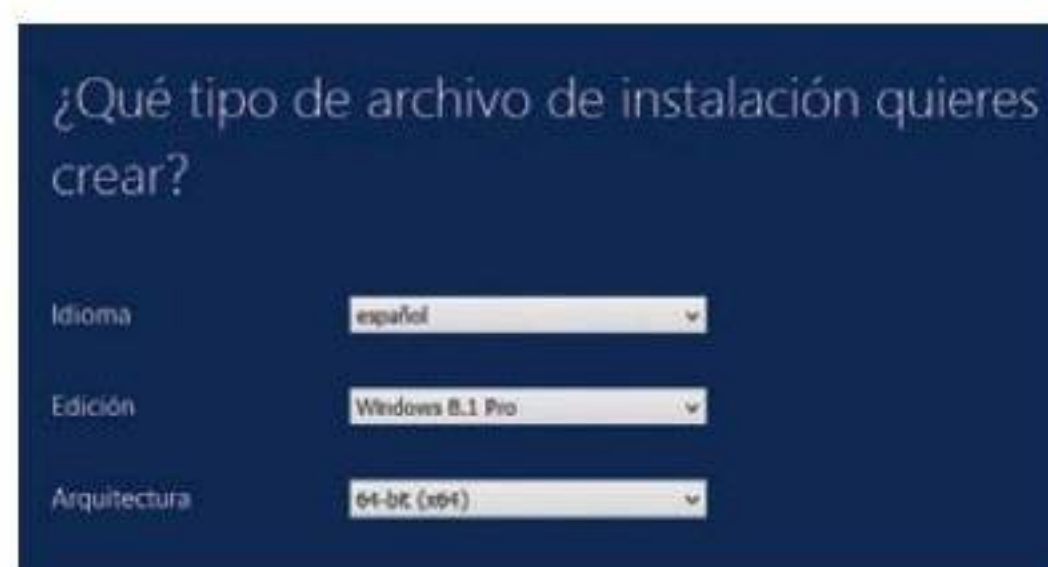 ¿Qué tipo de archivo de instalación quieres
crear?
Idioma español
Edición Windows 8.1 Pro
Arquitectura 64-bit (x64)